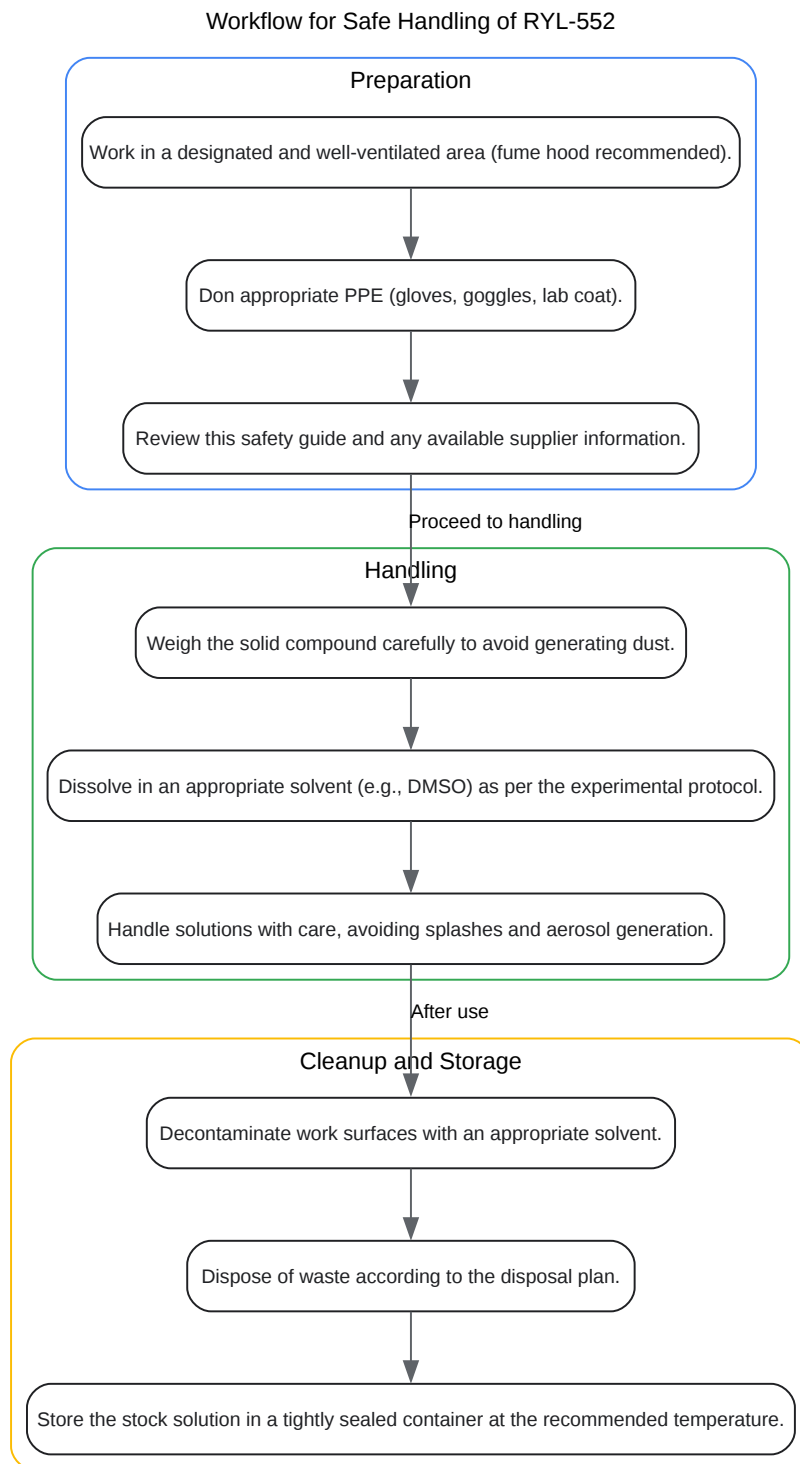 Workflow for Safe Handling of RYL-552
Preparation
Work in a designated and well-ventilated area (fume hood recommended).
Don appropriate PPE (gloves, goggles, lab coat).
Review this safety guide and any available supplier information.
Proceed to handling
Handling
Weigh the solid compound carefully to avoid generating dust.
Dissolve in an appropriate solvent (e.g., DMSO) as per the experimental protocol.
Handle solutions with care, avoiding splashes and aerosol generation.
After use
Cleanup and Storage
Decontaminate work surfaces with an appropriate solvent.
Dispose of waste according to the disposal plan.
Store the stock solution in a tightly sealed container at the recommended temperature.